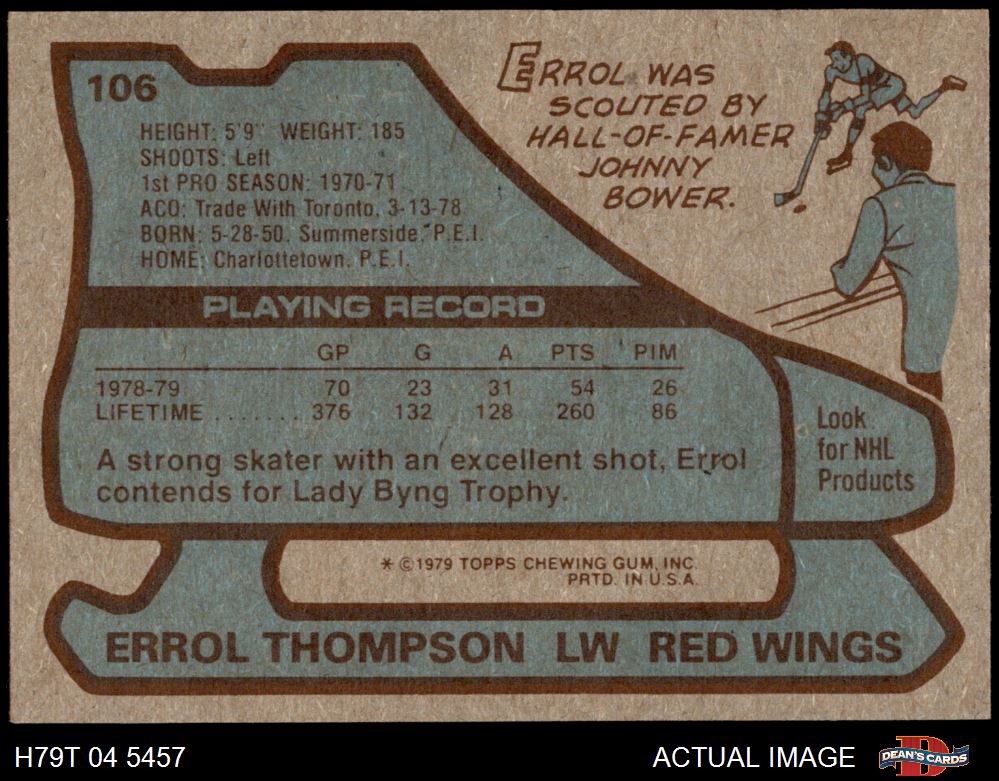 106
HEIGHT: 5'9" WEIGHT: 185
SHOOTS: Left
1st PRO SEASON: 1970-71
ACQ: Trade With Toronto, 3-13-78
BORN: 5-28-50, Summerside, P.E.I.
HOME: Charlottetown, P.E.I.
ERROL WAS
SCOUTED BY
HALL-OF-FAMER
JOHNNY
BOWER.
PLAYING RECORD
GP G A PTS PIM
1978-79 70 23 31 54 26
LIFETIME ....... 376 132 128 260 86
A strong skater with an excellent shot, Errol
contends for Lady Byng Trophy.
Look
for NHL
Products
* ©1979 TOPPS CHEWING GUM, INC.
PRTD. IN U.S.A.
ERROL THOMPSON LW RED WINGS
H79T 04 5457
ACTUAL IMAGE
DEAN'S CARDS